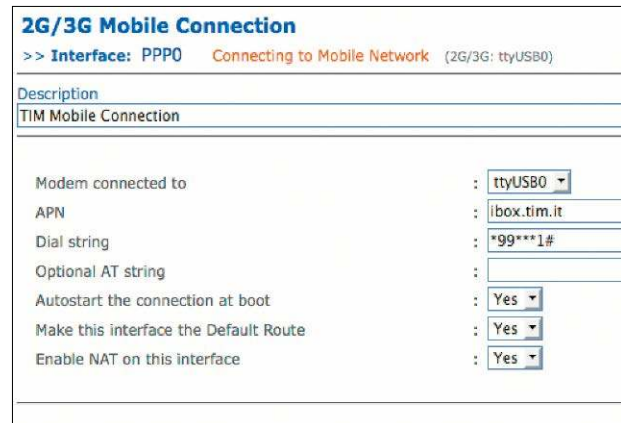 2G/3G Mobile Connection
>> Interface: PPP0 Connecting to Mobile Network (2G/3G: ttyUSB0)
Description
TIM Mobile Connection
Modem connected to : ttyUSB0
APN : ibox.tim.it
Dial string : *99***1#
Optional AT string :
Autostart the connection at boot : Yes
Make this interface the Default Route : Yes
Enable NAT on this interface : Yes